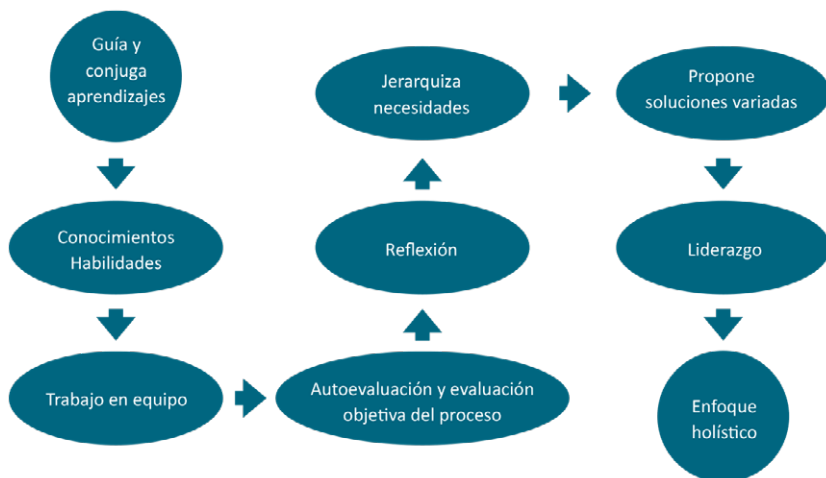 Guía y
conjuga
aprendizajes
Conocimientos
Habilidades
Trabajo en equipo
Autoevaluación y evaluación
objetiva del proceso
Reflexión
Jerarquiza
necesidades
Propone
soluciones variadas
Liderazgo
Enfoque
holístico